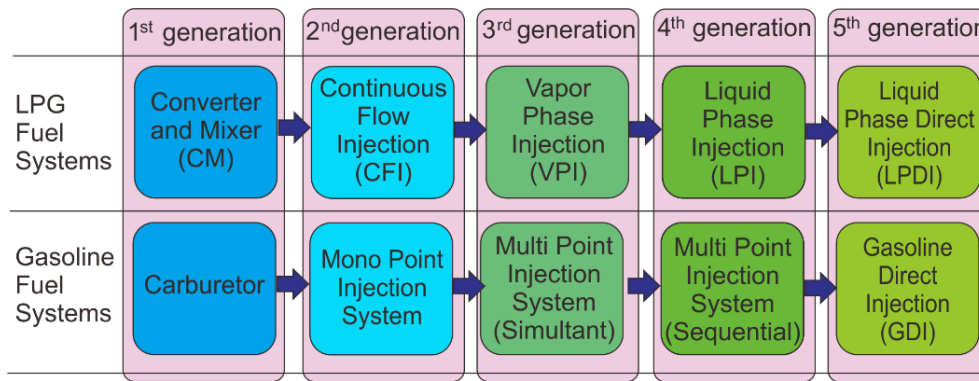 1st generation
2nd generation
3rd generation
4th generation
5th generation
LPG
Fuel
Systems
Converter
and Mixer
(CM)
Continuous
Flow
Injection
(CFI)
Vapor
Phase
Injection
(VPI)
Liquid
Phase
Injection
(LPI)
Liquid
Phase Direct
Injection
(LPDI)
Gasoline
Fuel
Systems
Carburetor
Mono Point
Injection
System
Multi Point
Injection
System
(Simultant)
Multi Point
Injection
System
(Sequential)
Gasoline
Direct
Injection
(GDI)